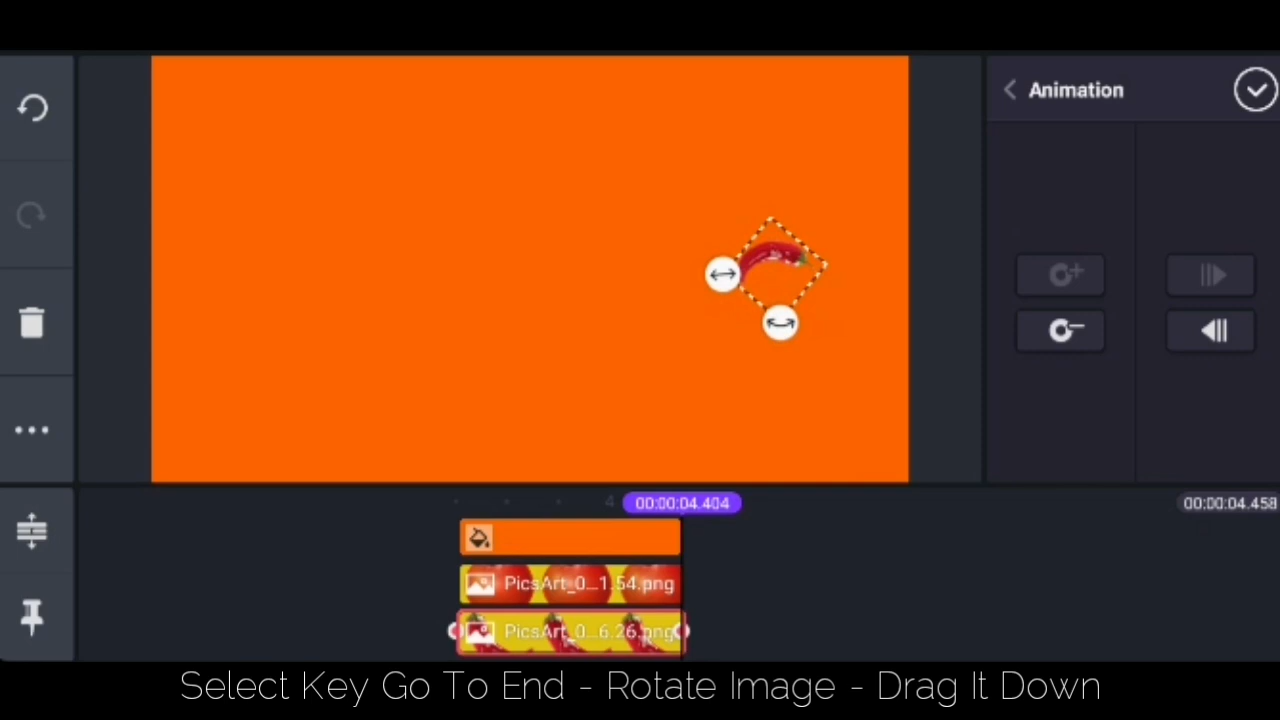 Animation
4
00:00:04.404
00:00:04.458
PicsArt_0...1.54.png
PicsArt_0...6.26.png
Select Key Go To End - Rotate Image - Drag It Down